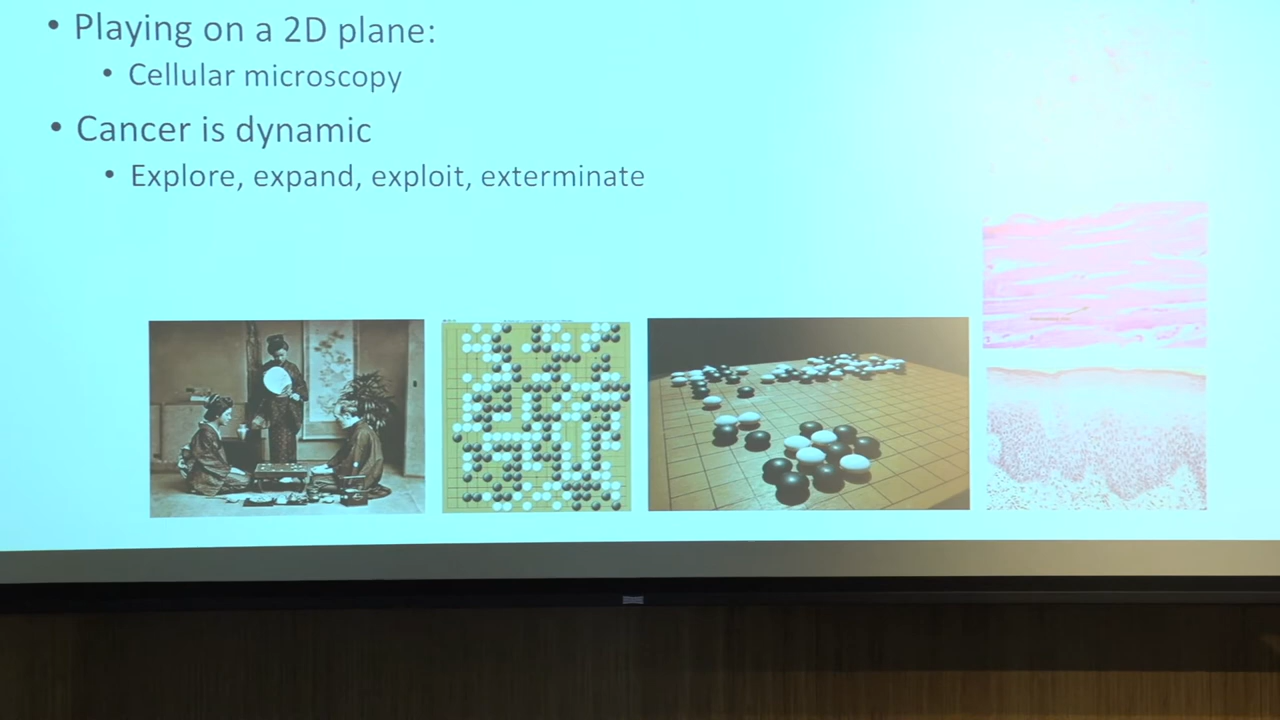 • Playing on a 2D plane:
• Cellular microscopy
• Cancer is dynamic
• Explore, expand, exploit, exterminate